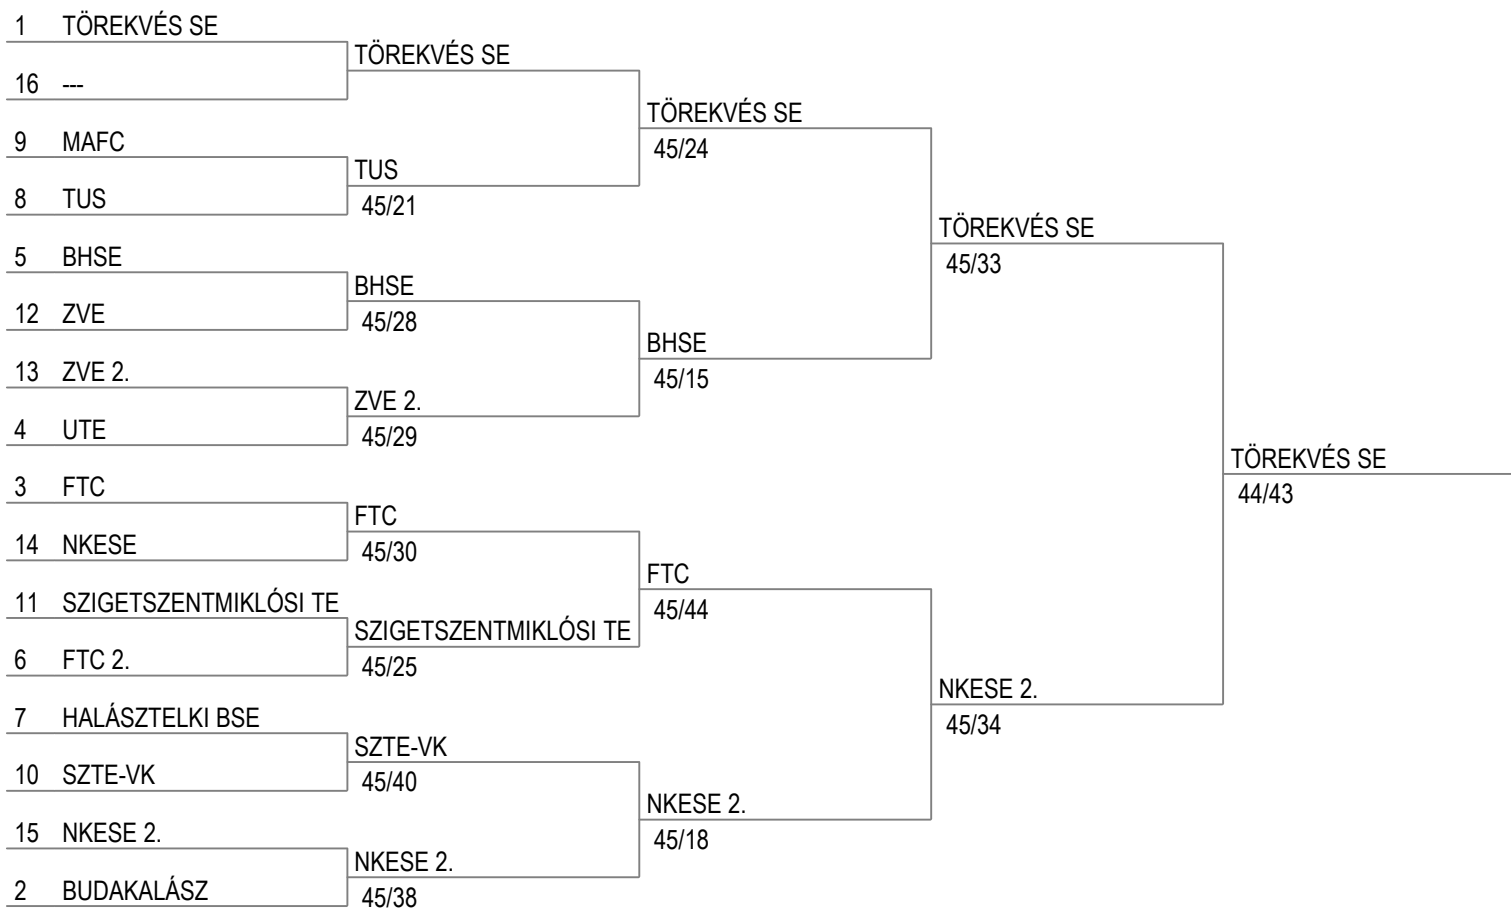 1 TÖREKVÉS SE
16 ---
9 MAFC
8 TUS
5 BHSE
12 ZVE
13 ZVE 2.
4 UTE
3 FTC
14 NKESE
11 SZIGETSZENTMIKLÓSI TE
6 FTC 2.
7 HALÁSZTELKI BSE
10 SZTE-VK
15 NKESE 2.
2 BUDAKALÁSZ
TÖREKVÉS SE
TUS
45/21
BHSE
45/28
ZVE 2.
45/29
FTC
45/30
SZIGETSZENTMIKLÓSI TE
45/25
SZTE-VK
45/40
NKESE 2.
45/38
TÖREKVÉS SE
45/24
BHSE
45/15
FTC
45/44
NKESE 2.
45/18
TÖREKVÉS SE
45/33
NKESE 2.
45/34
TÖREKVÉS SE
44/43